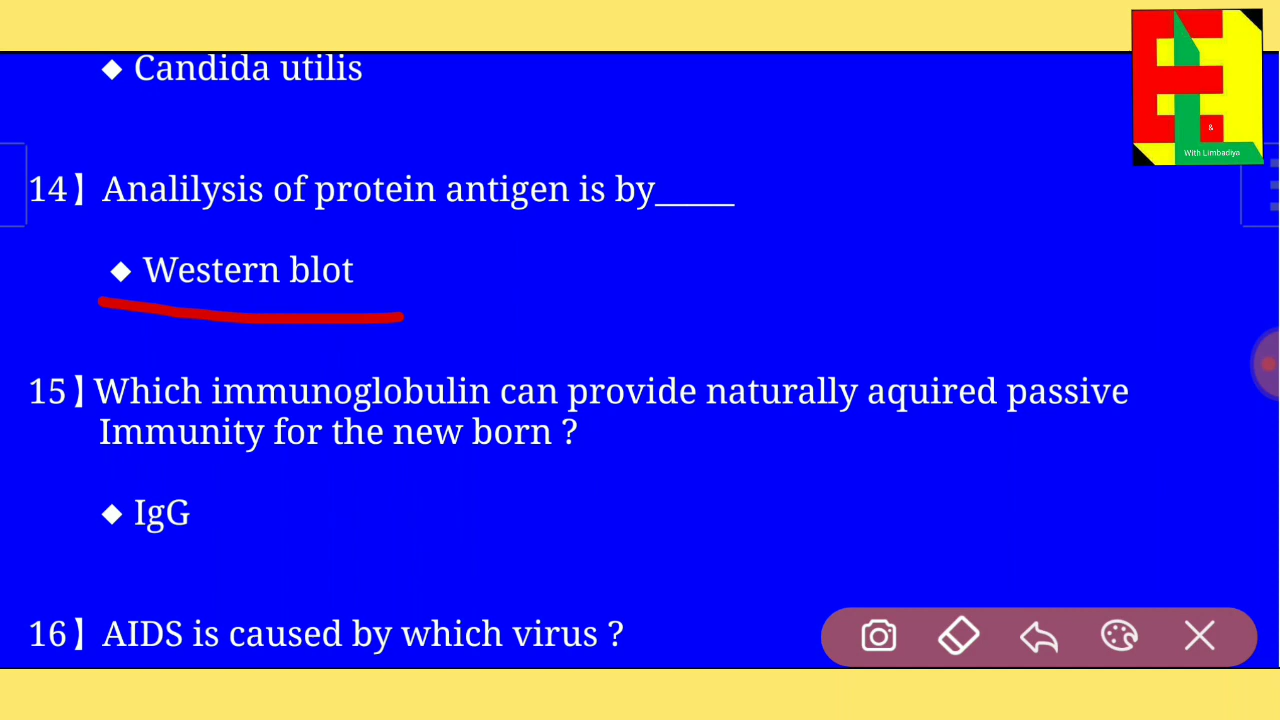 ◆ Candida utilis
&
With Limbadiya
14】Analilysis of protein antigen is by_____
◆ Western blot
15】Which immunoglobulin can provide naturally aquired passive
Immunity for the new born ?
◆ IgG
16】AIDS is caused by which virus ?